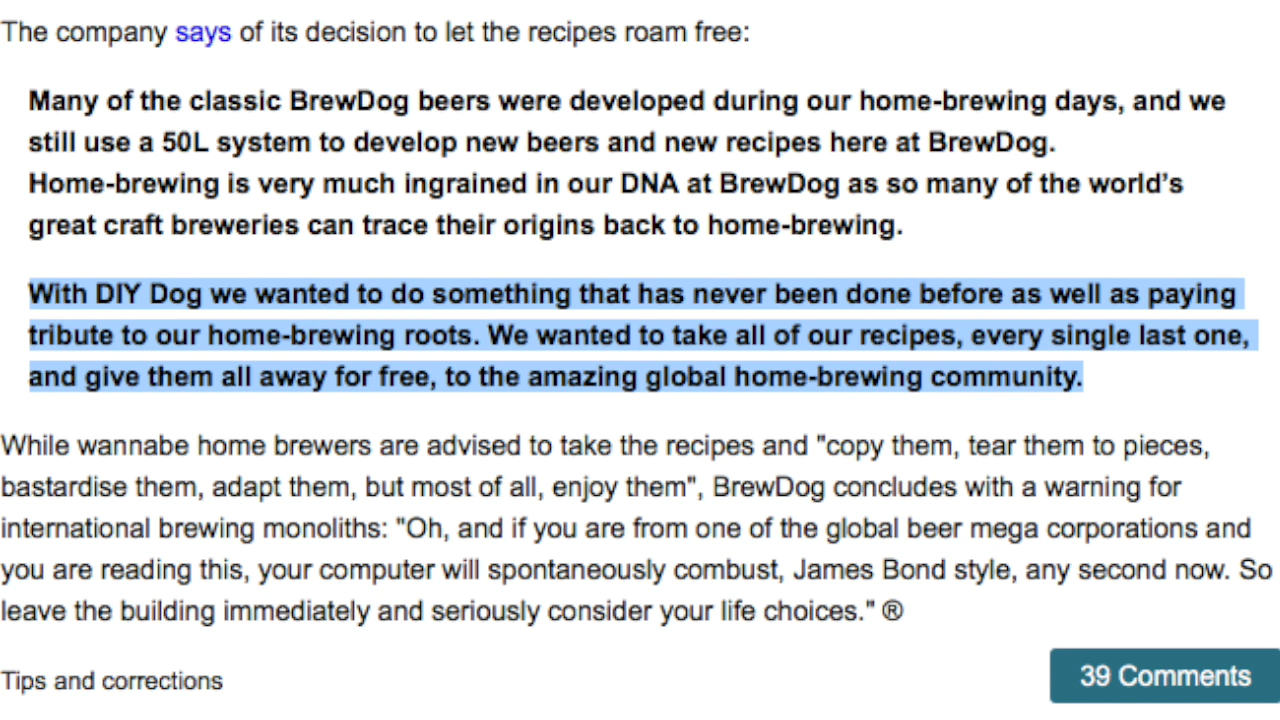 The company says of its decision to let the recipes roam free:
Many of the classic BrewDog beers were developed during our home-brewing days, and we
still use a 50L system to develop new beers and new recipes here at BrewDog.
Home-brewing is very much ingrained in our DNA at BrewDog as so many of the world’s
great craft breweries can trace their origins back to home-brewing.
With DIY Dog we wanted to do something that has never been done before as well as paying
tribute to our home-brewing roots. We wanted to take all of our recipes, every single last one,
and give them all away for free, to the amazing global home-brewing community.
While wannabe home brewers are advised to take the recipes and "copy them, tear them to pieces,
bastardise them, adapt them, but most of all, enjoy them", BrewDog concludes with a warning for
international brewing monoliths: "Oh, and if you are from one of the global beer mega corporations and
you are reading this, your computer will spontaneously combust, James Bond style, any second now. So
leave the building immediately and seriously consider your life choices." ®
Tips and corrections
39 Comments